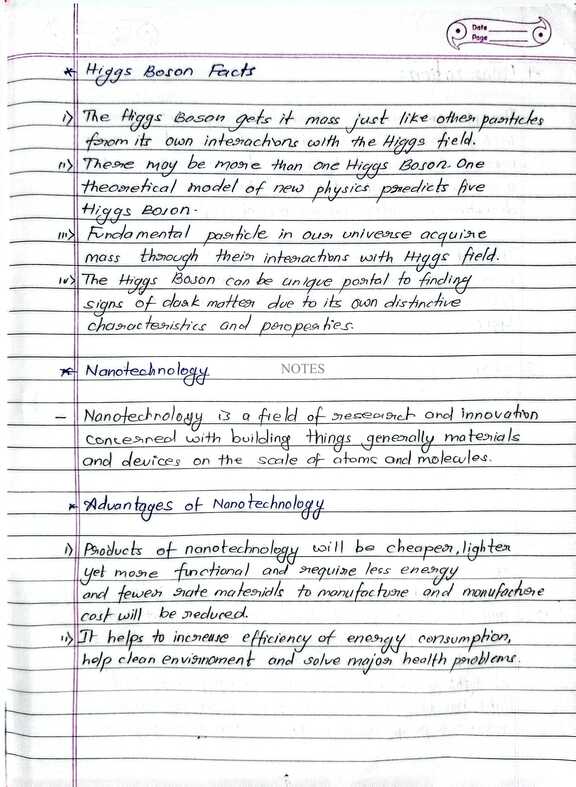 Date
Page
* Higgs Boson Facts
i) The Higgs Boson gets it mass just like other particles
from its own interactions with the Higgs field.
ii) There may be more than one Higgs Boson. One
theoretical model of new physics predicts five
Higgs Boson.
iii) Fundamental particle in our universe acquire
mass through their interactions with Higgs field.
iv) The Higgs Boson can be unique portal to finding
signs of dark matter due to its own distinctive
characteristics and properties.
* Nanotechnology NOTES
- Nanotechnology is a field of research and innovation
concerned with building things generally materials
and devices on the scale of atoms and molecules.
* Advantages of Nanotechnology
i) Products of nanotechnology will be cheaper, lighter
yet more functional and require less energy
and fewer rate materials to manufacture and manufacture
cost will be reduced.
ii) It helps to increase efficiency of energy consumption,
help clean envirnoment and solve major health problems.